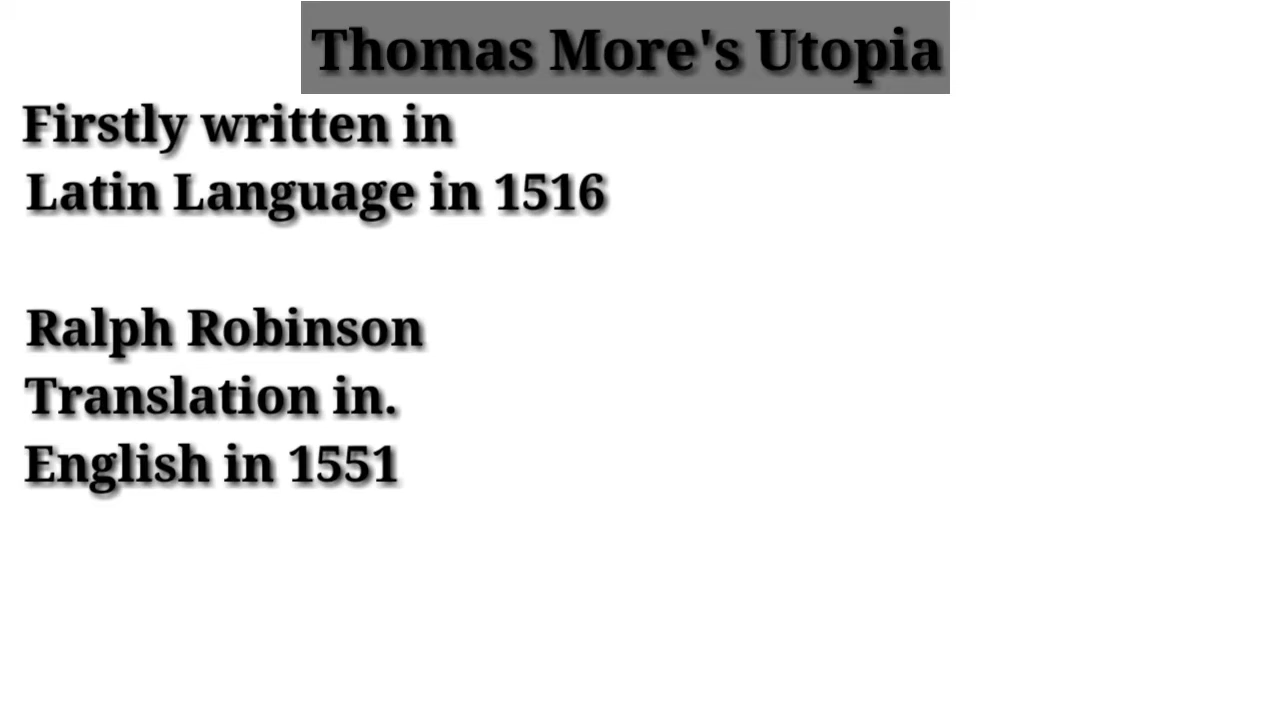 Thomas More's Utopia
Firstly written in
Latin Language in 1516
Ralph Robinson
Translation in.
English in 1551